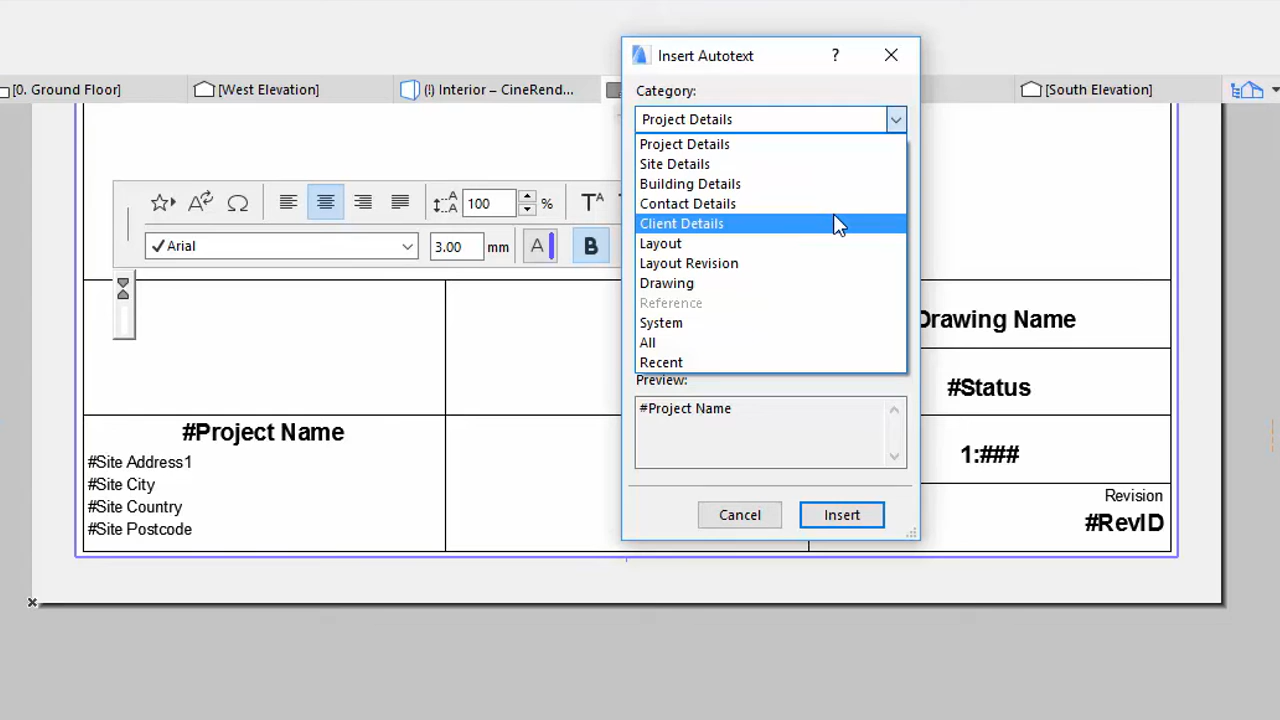 Insert Autotext
?
Category:
[0. Ground Floor]
[West Elevation]
(!) Interior – CineRend...
[South Elevation]
Project Details
Project Details
Site Details
Building Details
Contact Details
Client Details
Layout
Layout Revision
Drawing
Reference
System
All
Recent
100
%
Arial
3.00
mm
A
B
Preview:
#Project Name
Cancel
Insert
Drawing Name
#Status
1:###
Revision
#RevID
#Project Name
#Site Address1
#Site City
#Site Country
#Site Postcode